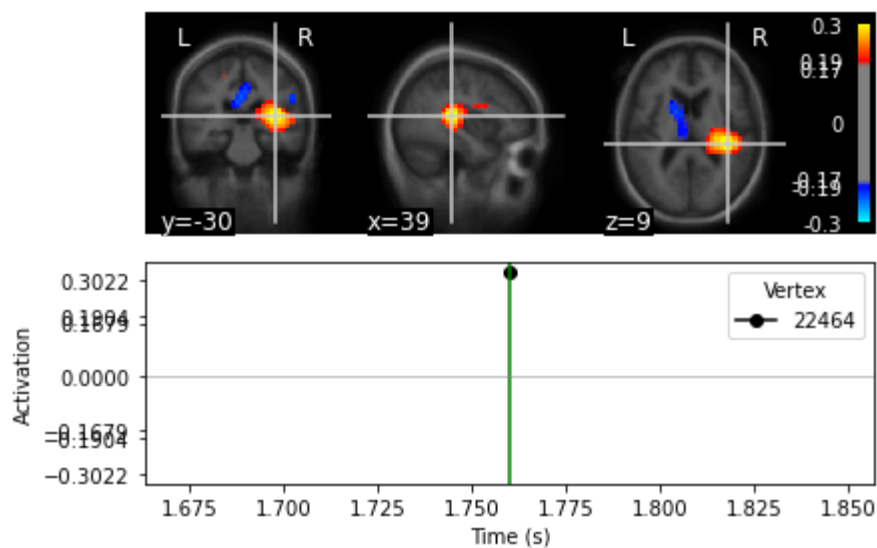 L R
L R
y=-30
x=39
z=9
0.3
0.19
0.17
0
-0.17
-0.19
-0.3
Activation
0.3022
0.1904
0.1679
0.0000
−0.1679
−0.1904
−0.3022
Vertex
22464
1.675 1.700 1.725 1.750 1.775 1.800 1.825 1.850
Time (s)